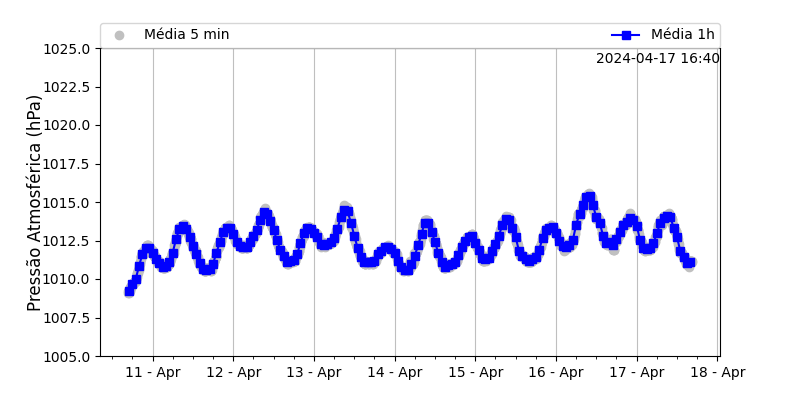 Média 5 min
Média 1h
2024-04-17 16:40
Pressão Atmosférica (hPa)
1025.0
1022.5
1020.0
1017.5
1015.0
1012.5
1010.0
1007.5
1005.0
11 - Apr
12 - Apr
13 - Apr
14 - Apr
15 - Apr
16 - Apr
17 - Apr
18 - Apr